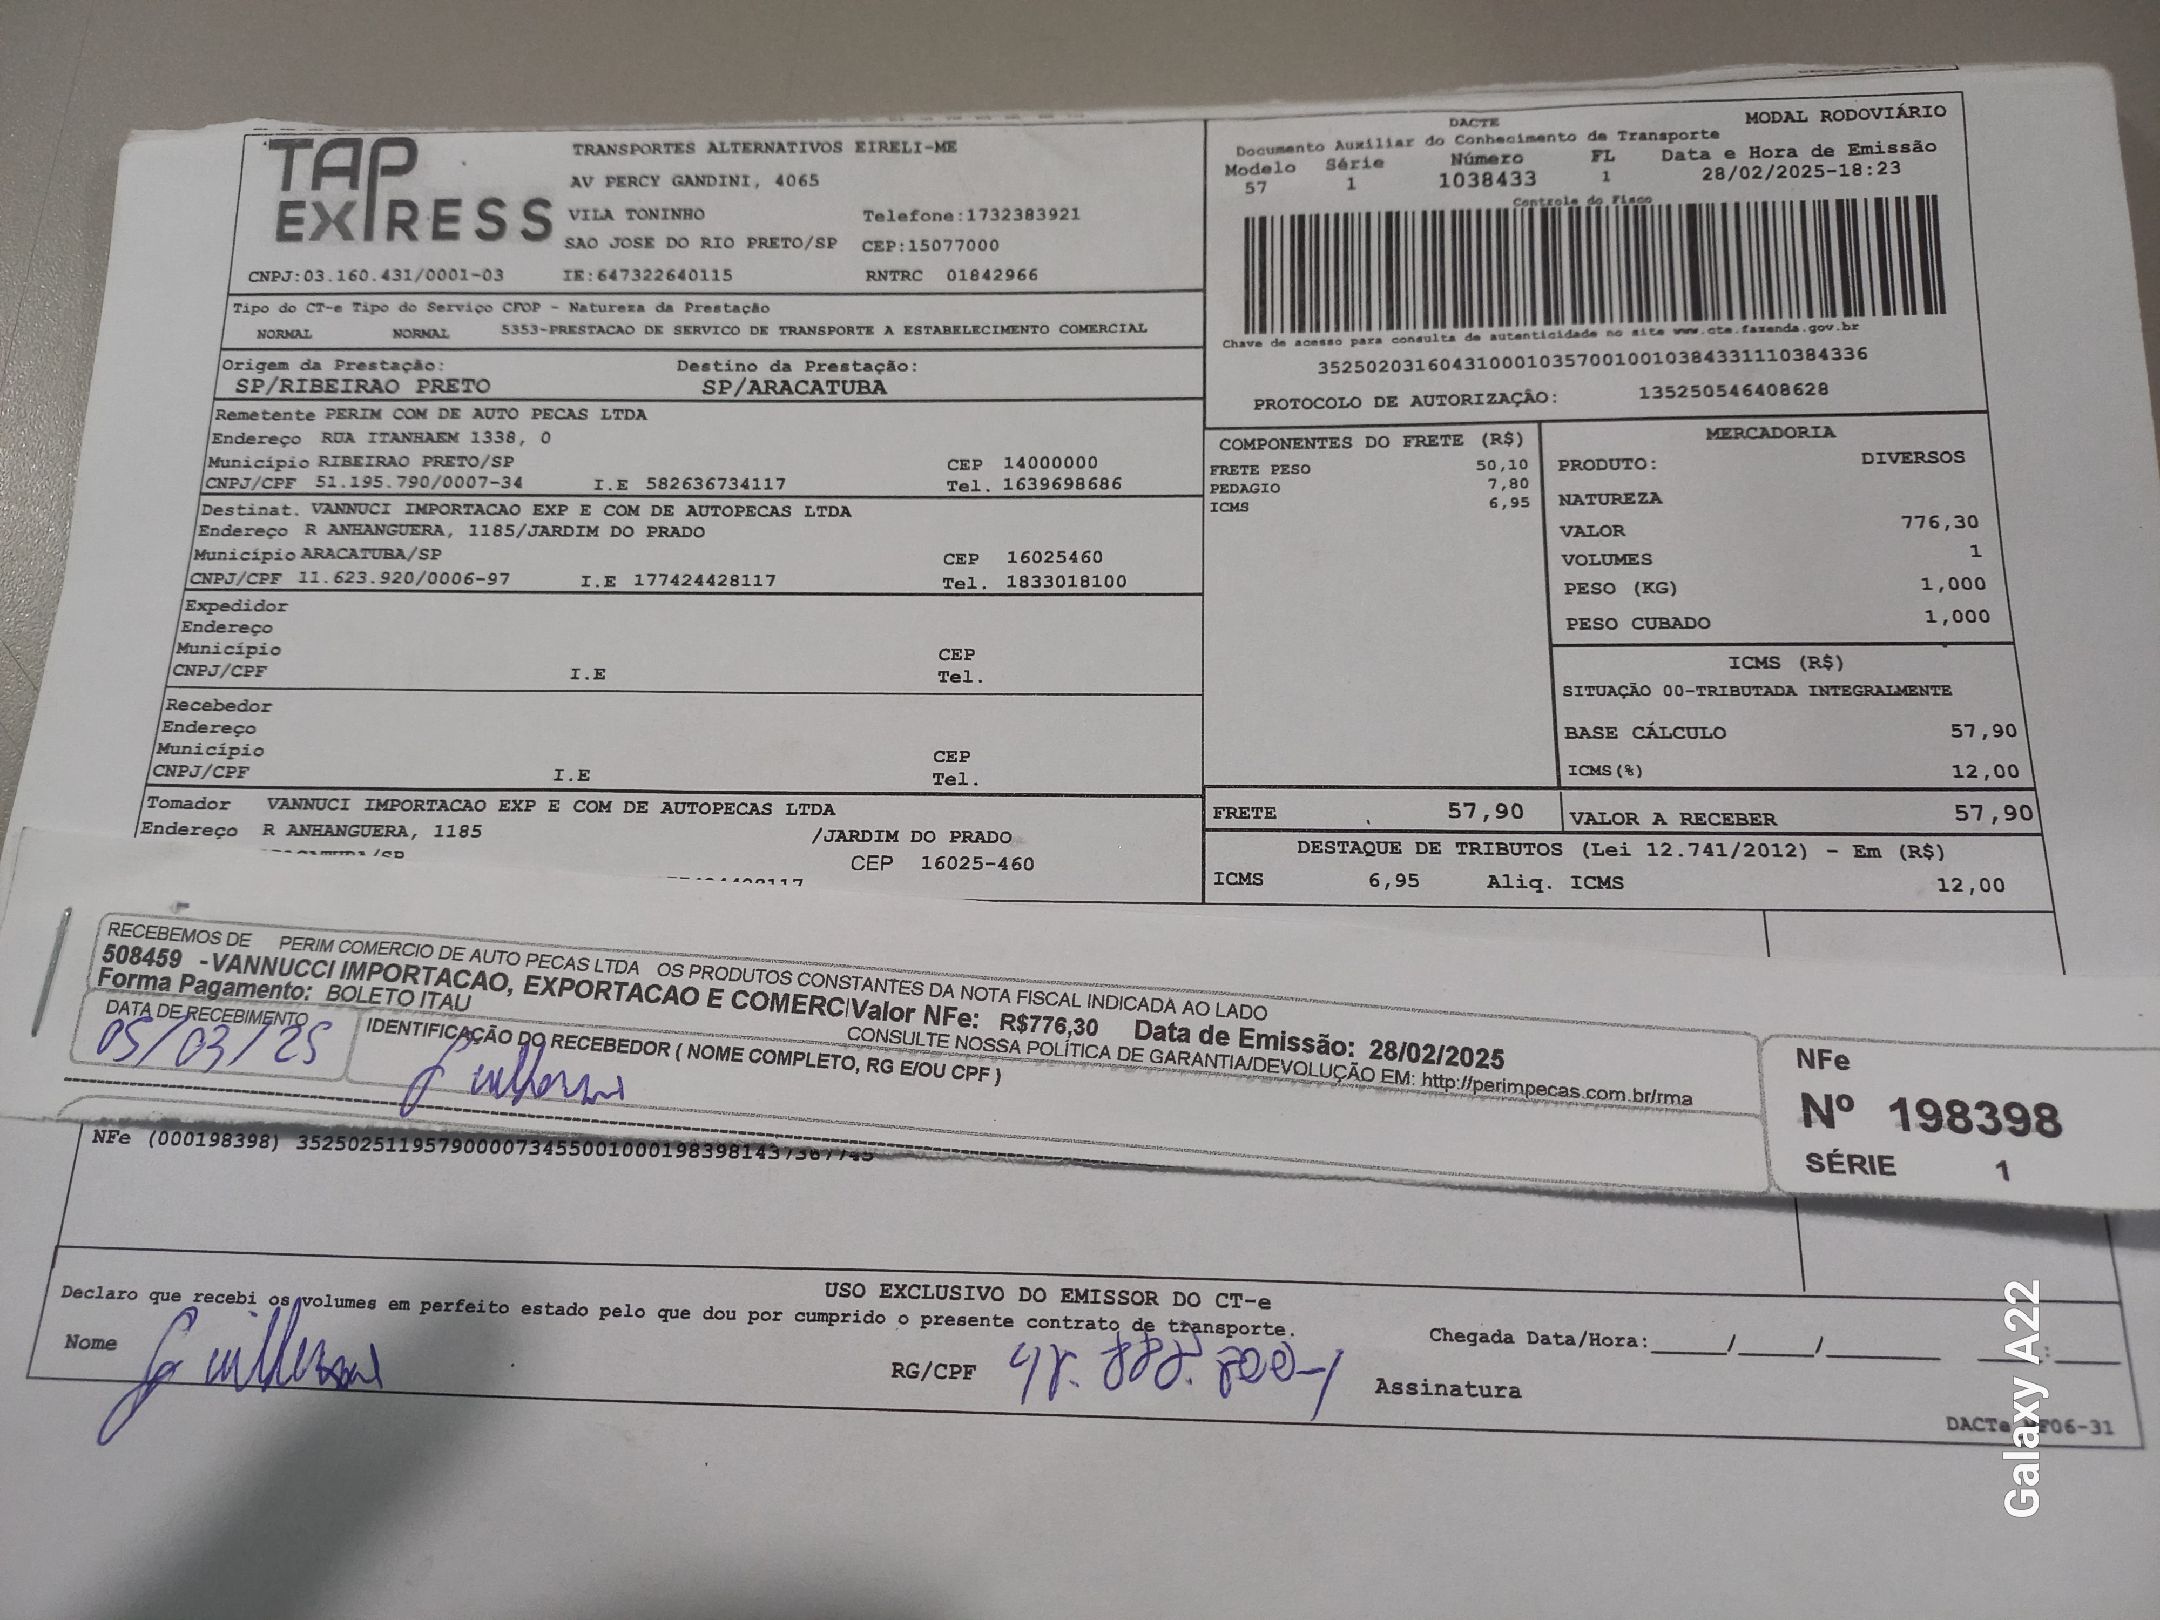 TAP EXPRESS
TRANSPORTES ALTERNATIVOS EIRELI-ME
AV PERCY GANDINI, 4065
VILA TONINHO Telefone:1732383921
SAO JOSE DO RIO PRETO/SP CEP:15077000
CNPJ:03.160.431/0001-03 IE:647322640115 RNTRC 01842966
Tipo do CT-e Tipo do Serviço CFOP - Natureza da Prestação
NORMAL NORMAL 5353-PRESTACAO DE SERVICO DE TRANSPORTE A ESTABELECIMENTO COMERCIAL
Origem da Prestação: Destino da Prestação:
SP/RIBEIRAO PRETO SP/ARACATUBA
Remetente PERIM COM DE AUTO PECAS LTDA
Endereço RUA ITANHAEM 1338, 0
Município RIBEIRAO PRETO/SP CEP 14000000
CNPJ/CPF 51.195.790/0007-34 I.E 582636734117 Tel. 1639698686
Destinat. VANNUCI IMPORTACAO EXP E COM DE AUTOPECAS LTDA
Endereço R ANHANGUERA, 1185/JARDIM DO PRADO
Município ARACATUBA/SP CEP 16025460
CNPJ/CPF 11.623.920/0006-97 I.E 177424428117 Tel. 1833018100
Expedidor
Endereço
Município CEP
CNPJ/CPF I.E Tel.
Recebedor
Endereço
Município CEP
CNPJ/CPF I.E Tel.
Tomador VANNUCI IMPORTACAO EXP E COM DE AUTOPECAS LTDA
Endereço R ANHANGUERA, 1185 /JARDIM DO PRADO
CEP 16025-460
DACTE MODAL RODOVIÁRIO
Documento Auxiliar do Conhecimento de Transporte
Modelo Série Número FL Data e Hora de Emissão
57 1 1038433 1 28/02/2025-18:23
Controle do Fisco
Chave de acesso para consulta de autenticidade no site www.cte.fazenda.gov.br
35250203160431000103570010010384331110384336
PROTOCOLO DE AUTORIZAÇÃO: 135250546408628
COMPONENTES DO FRETE (R$)
FRETE PESO 50,10
PEDAGIO 7,80
ICMS 6,95
MERCADORIA
PRODUTO: DIVERSOS
NATUREZA
VALOR 776,30
VOLUMES 1
PESO (KG) 1,000
PESO CUBADO 1,000
ICMS (R$)
SITUAÇÃO 00-TRIBUTADA INTEGRALMENTE
BASE CÁLCULO 57,90
ICMS(%) 12,00
FRETE 57,90 VALOR A RECEBER 57,90
DESTAQUE DE TRIBUTOS (Lei 12.741/2012) - Em (R$)
ICMS 6,95 Aliq. ICMS 12,00
RECEBEMOS DE PERIM COMERCIO DE AUTO PECAS LTDA OS PRODUTOS CONSTANTES DA NOTA FISCAL INDICADA AO LADO
508459 -VANNUCCI IMPORTACAO, EXPORTACAO E COMERC Valor NFe: R$776,30 Data de Emissão: 28/02/2025
Forma Pagamento: BOLETO ITAU CONSULTE NOSSA POLÍTICA DE GARANTIA/DEVOLUÇÃO EM: http://perimpecas.com.br/rma
DATA DE RECEBIMENTO IDENTIFICAÇÃO DO RECEBEDOR ( NOME COMPLETO, RG E/OU CPF )
05/03/25 Guilherme
NFe
Nº 198398
SÉRIE 1
NFe (000198398)
USO EXCLUSIVO DO EMISSOR DO CT-e
Declaro que recebi os volumes em perfeito estado pelo que dou por cumprido o presente contrato de transporte.
Nome Guilherme RG/CPF Assinatura
Chegada Data/Hora:____/____/______ ___:___
DACTe
Galaxy A22